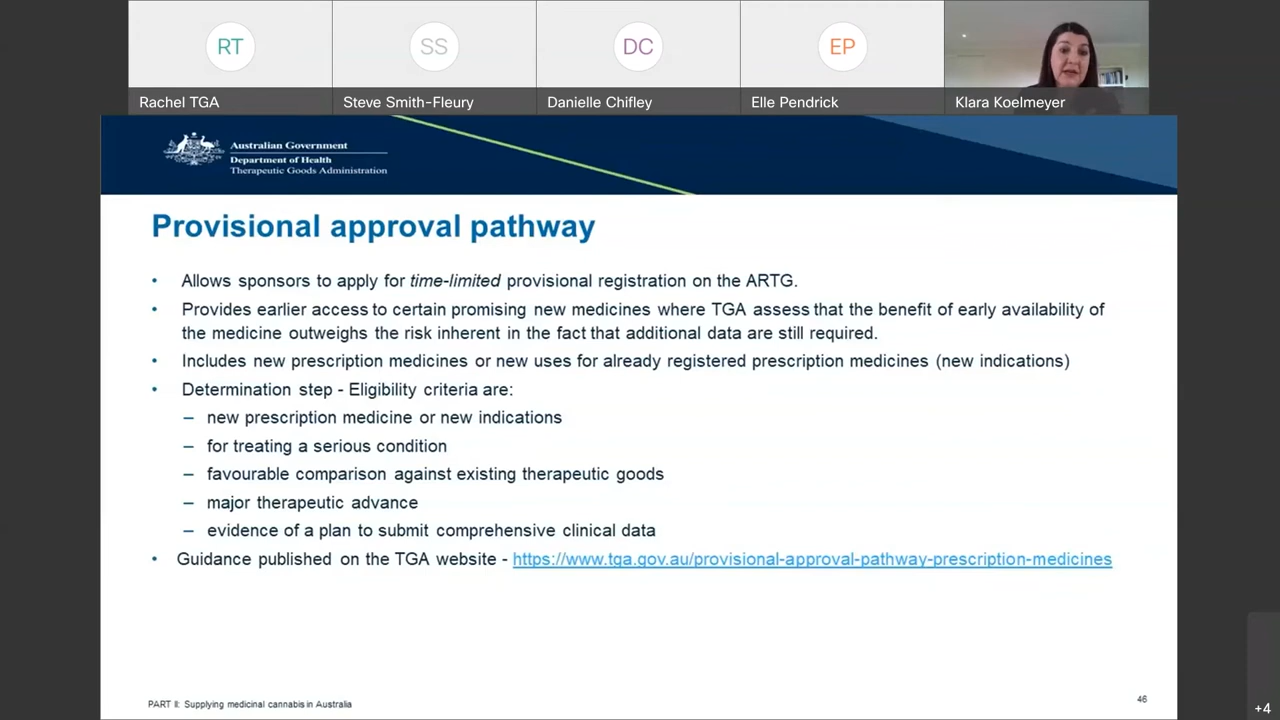 RT
SS
DC
EP
Rachel TGA
Steve Smith-Fleury
Danielle Chifley
Elle Pendrick
Klara Koelmeyer
Australian Government
Department of Health
Therapeutic Goods Administration
Provisional approval pathway
• Allows sponsors to apply for time-limited provisional registration on the ARTG.
• Provides earlier access to certain promising new medicines where TGA assess that the benefit of early availability of
the medicine outweighs the risk inherent in the fact that additional data are still required.
• Includes new prescription medicines or new uses for already registered prescription medicines (new indications)
• Determination step - Eligibility criteria are:
– new prescription medicine or new indications
– for treating a serious condition
– favourable comparison against existing therapeutic goods
– major therapeutic advance
– evidence of a plan to submit comprehensive clinical data
• Guidance published on the TGA website - https://www.tga.gov.au/provisional-approval-pathway-prescription-medicines
PART II: Supplying medicinal cannabis in Australia
46
+4